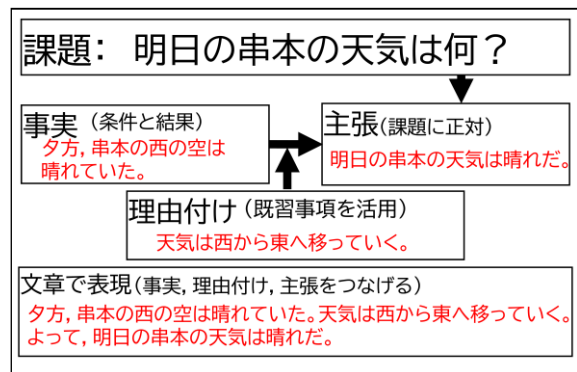 課題： 明日の串本の天気は何？
事実（条件と結果）
夕方，串本の西の空は
晴れていた。
主張（課題に正対）
明日の串本の天気は晴れだ。
理由付け（既習事項を活用）
天気は西から東へ移っていく。
文章で表現（事実，理由付け，主張をつなげる）
夕方，串本の西の空は晴れていた。天気は西から東へ移っていく。
よって，明日の串本の天気は晴れだ。